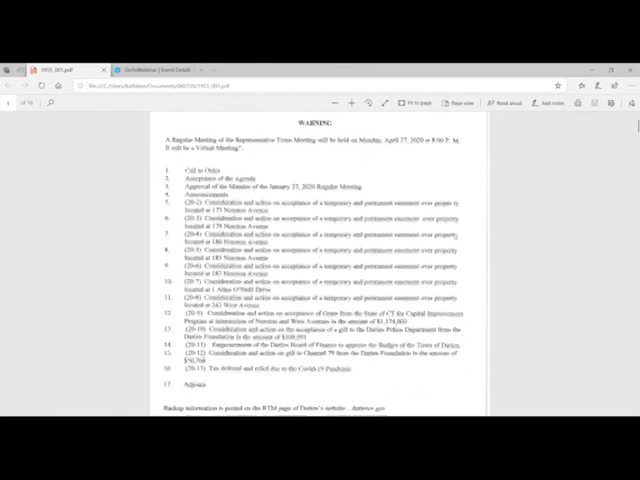 1955_001.pdf
GoToWebinar | Event Detail
file:///C:/Users/Kathleen/Documents/042720/1955_001.pdf
1 of 16 Fit to page Page view Read aloud Add notes
WARNING
A Regular Meeting of the Representative Town Meeting will be held on Monday, April 27, 2020 at 8:00 P.
It will be a Virtual Meeting".
1. Call to Order
2. Acceptance of the Agenda
3. Approval of the Minutes of the January 27, 2020 Regular Meeting
4. Announcements
5. (20-2) Consideration and action on acceptance of a temporary and permanent easement over property
located at 173 Noroton Avenue
6. (20-3) Consideration and action on acceptance of a temporary and permanent easement over property
located at 179 Noroton Avenue
7. (20-4) Consideration and action on acceptance of a temporary and permanent easement over property
located at 180 Noroton Avenue
8. (20-5) Consideration and action on acceptance of a temporary and permanent easement over property
located at 183 Noroton Avenue
9. (20-6) Consideration and action on acceptance of a temporary and permanent easement over property
located at 187 Noroton Avenue
10. (20-7) Consideration and action on acceptance of a temporary and permanent easement over property
located at 1 Allen O'Neill Drive
11. (20-8) Consideration and action on acceptance of a temporary and permanent easement over property
located at 242 West Avenue
12. (20-9) Consideration and action on acceptance of Grant from the State of CT for Capital Improvement
Program at intersection of Noroton and West Avenues in the amount of $1,174,000
13. (20-10) Consideration and action on the acceptance of a gift to the Darien Police Department from the
Darien Foundation in the amount of $109,991
14. (20-11) Empowerment of the Darien Board of Finance to approve the Budget of the Town of Darien.
15. (20-12) Consideration and action on gift to Channel 79 from the Darien Foundation in the amount of
$50,768
16. (20-13) Tax deferral and relief due to the Covid-19 Pandemic
17. Adjourn
Backup information is posted on the RTM page of Darien's website